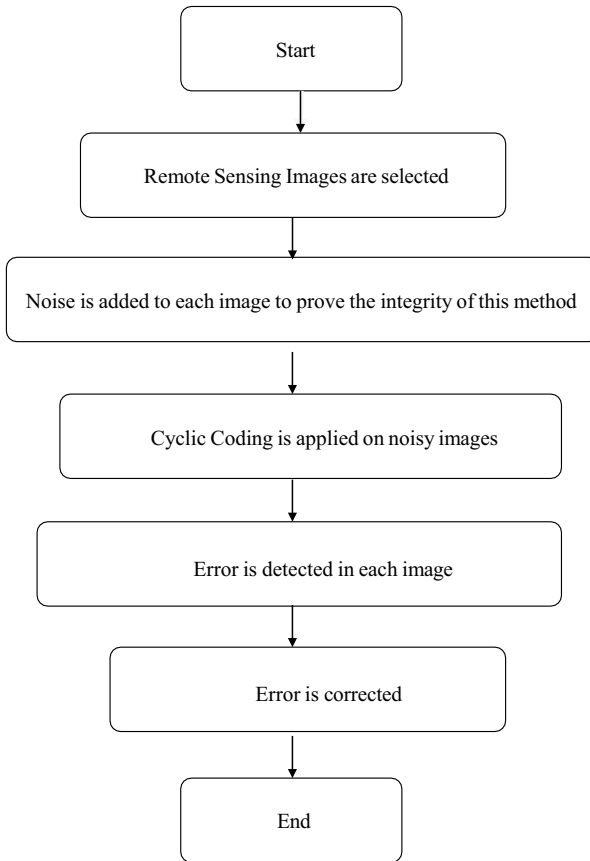 Start
Remote Sensing Images are selected
Noise is added to each image to prove the integrity of this method
Cyclic Coding is applied on noisy images
Error is detected in each image
Error is corrected
End